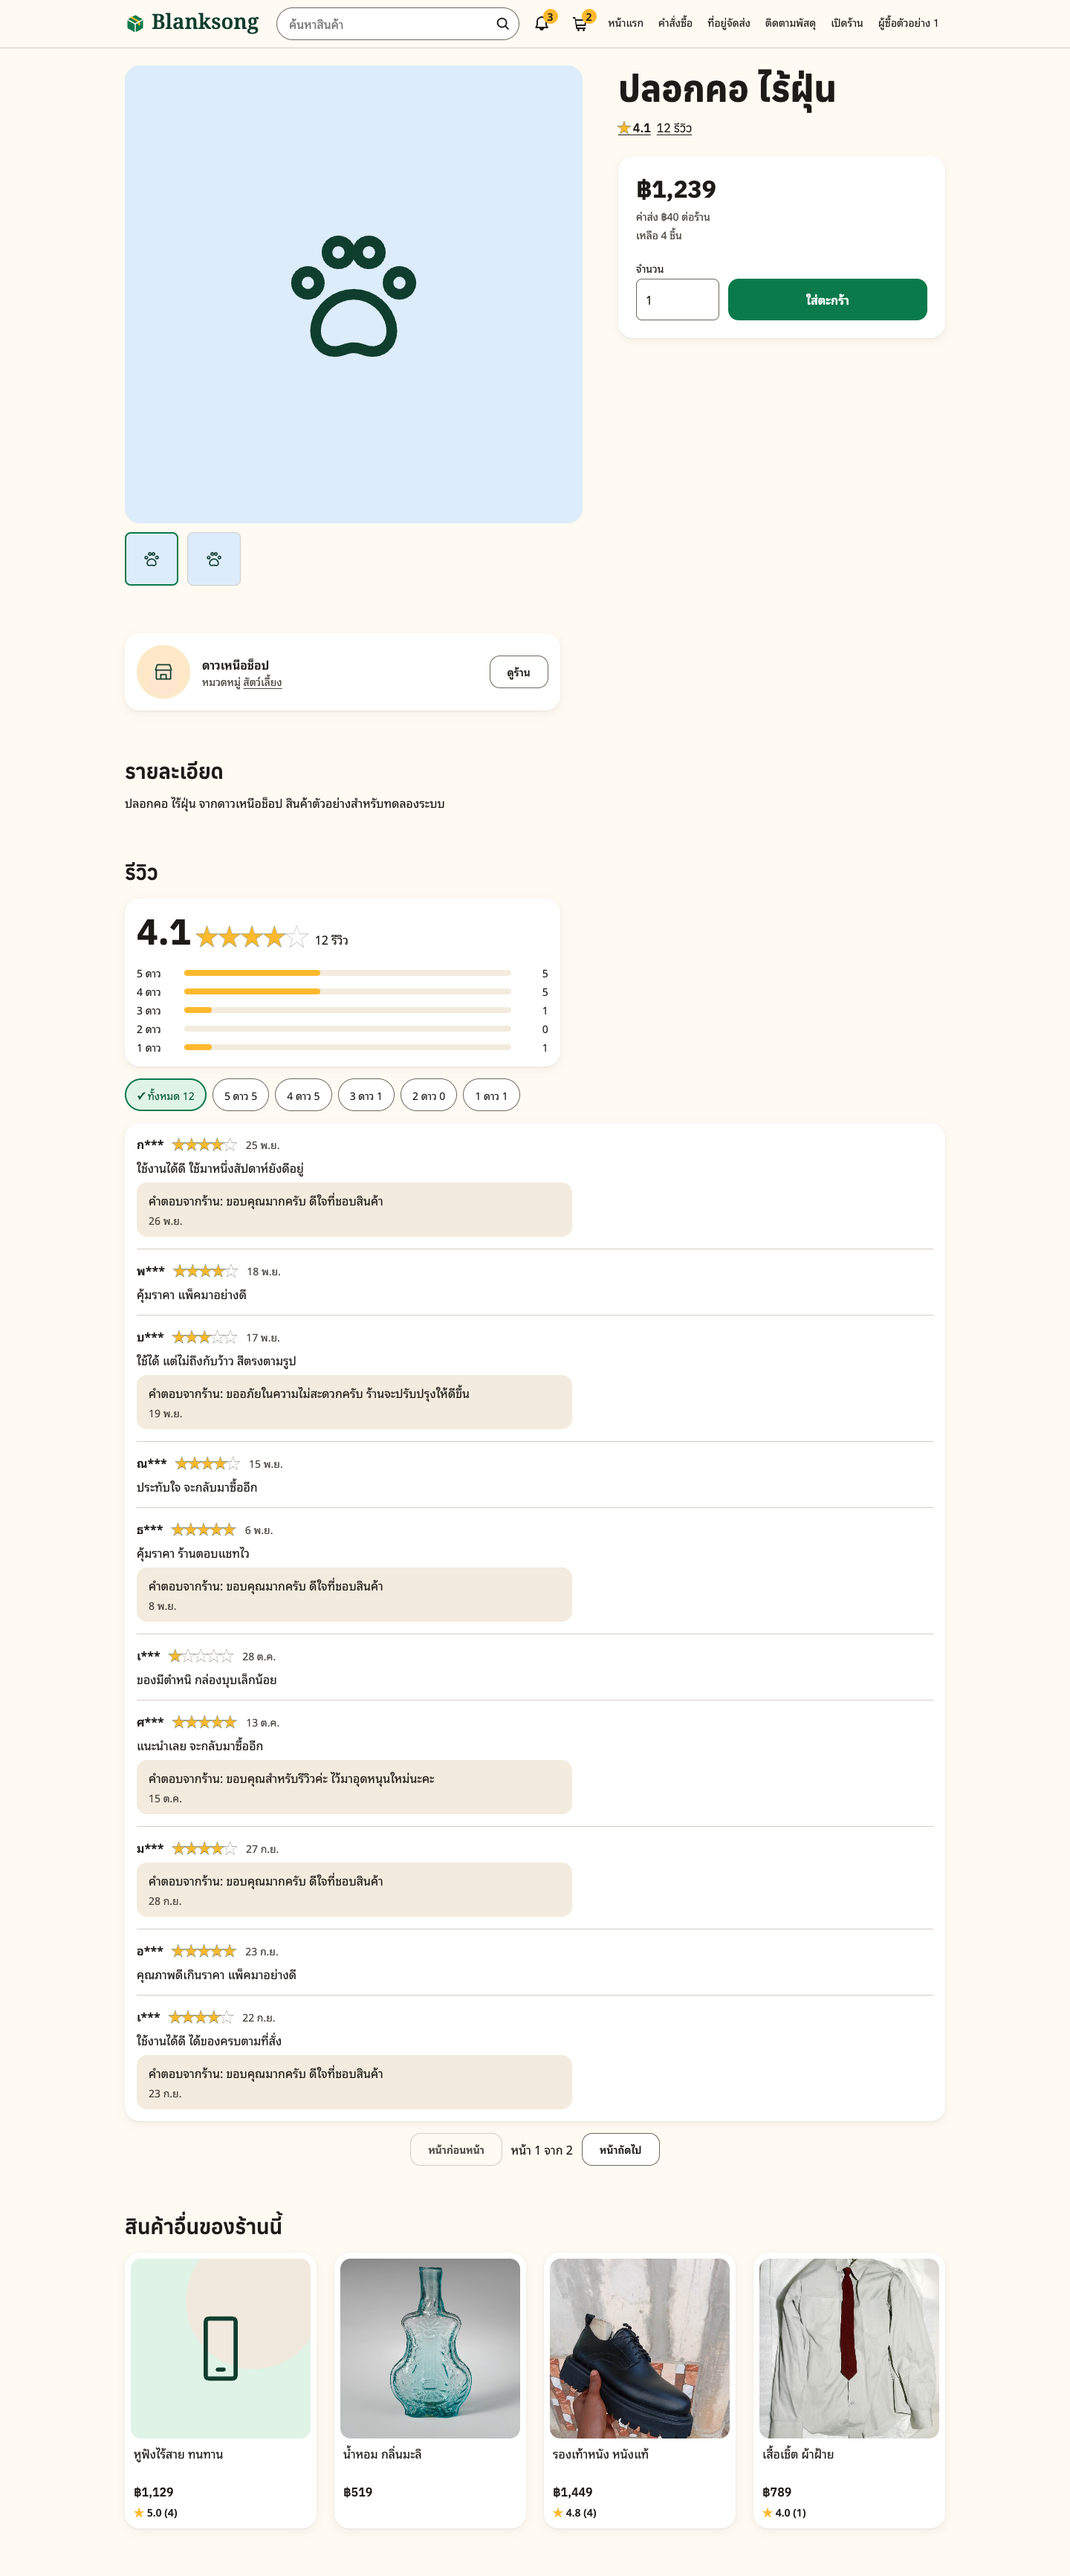 Blanksong
ค้นหาสินค้า
3
2
หน้าแรก
คำสั่งซื้อ
ที่อยู่จัดส่ง
ติดตามพัสดุ
เปิดร้าน
ผู้ซื้อตัวอย่าง 1
ปลอกคอ ไร้ฝุ่น
4.1 12 รีวิว
฿1,239
ค่าส่ง ฿40 ต่อร้าน
เหลือ 4 ชิ้น
จำนวน
1
ใส่ตะกร้า
ดาวเหนือช็อป
หมวดหมู่ สัตว์เลี้ยง
ดูร้าน
รายละเอียด
ปลอกคอ ไร้ฝุ่น จากดาวเหนือช็อป สินค้าตัวอย่างสำหรับทดลองระบบ
รีวิว
4.1 ★★★★☆ 12 รีวิว
5 ดาว 5
4 ดาว 5
3 ดาว 1
2 ดาว 0
1 ดาว 1
✓ ทั้งหมด 12
5 ดาว 5
4 ดาว 5
3 ดาว 1
2 ดาว 0
1 ดาว 1
ก*** ★★★★☆ 25 พ.ย.
ใช้งานได้ดี ใช้มาหนึ่งสัปดาห์ยังดีอยู่
คำตอบจากร้าน: ขอบคุณมากครับ ดีใจที่ชอบสินค้า
26 พ.ย.
พ*** ★★★★☆ 18 พ.ย.
คุ้มราคา แพ็คมาอย่างดี
บ*** ★★★☆☆ 17 พ.ย.
ใช้ได้ แต่ไม่ถึงกับว้าว สีตรงตามรูป
คำตอบจากร้าน: ขออภัยในความไม่สะดวกครับ ร้านจะปรับปรุงให้ดีขึ้น
19 พ.ย.
ณ*** ★★★★☆ 15 พ.ย.
ประทับใจ จะกลับมาซื้ออีก
ธ*** ★★★★★ 6 พ.ย.
คุ้มราคา ร้านตอบแชทไว
คำตอบจากร้าน: ขอบคุณมากครับ ดีใจที่ชอบสินค้า
8 พ.ย.
เ*** ★☆☆☆☆ 28 ต.ค.
ของมีตำหนิ กล่องบุบเล็กน้อย
ศ*** ★★★★★ 13 ต.ค.
แนะนำเลย จะกลับมาซื้ออีก
คำตอบจากร้าน: ขอบคุณสำหรับรีวิวค่ะ ไว้มาอุดหนุนใหม่นะคะ
15 ต.ค.
ม*** ★★★★☆ 27 ก.ย.
คำตอบจากร้าน: ขอบคุณมากครับ ดีใจที่ชอบสินค้า
28 ก.ย.
อ*** ★★★★★ 23 ก.ย.
คุณภาพดีเกินราคา แพ็คมาอย่างดี
เ*** ★★★★☆ 22 ก.ย.
ใช้งานได้ดี ได้ของครบตามที่สั่ง
คำตอบจากร้าน: ขอบคุณมากครับ ดีใจที่ชอบสินค้า
23 ก.ย.
หน้าก่อนหน้า
หน้า 1 จาก 2
หน้าถัดไป
สินค้าอื่นของร้านนี้
หูฟังไร้สาย ทนทาน
฿1,129
★ 5.0 (4)
น้ำหอม กลิ่นมะลิ
฿519
รองเท้าหนัง หนังแท้
฿1,449
★ 4.8 (4)
เสื้อเชิ้ต ผ้าฝ้าย
฿789
★ 4.0 (1)